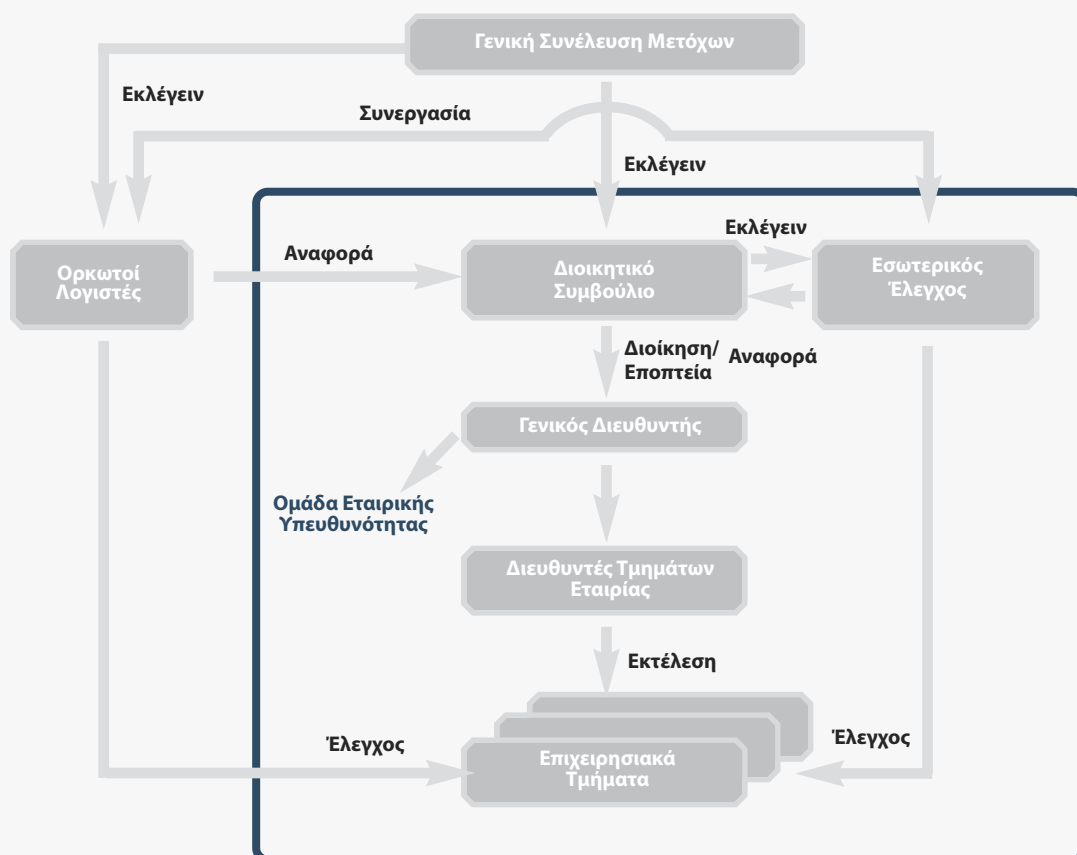 Γενική Συνέλευση Μετόχων
Εκλέγειν
Συνεργασία
Εκλέγειν
Εκλέγειν
Ορκωτοί
Λογιστές
Αναφορά
Διοικητικό
Συμβούλιο
Εσωτερικός
Έλεγχος
Διοίκηση/
Εποπτεία
Αναφορά
Γενικός Διευθυντής
Ομάδα Εταιρικής
Υπευθυνότητας
Διευθυντές Τμημάτων
Εταιρίας
Εκτέλεση
Έλεγχος
Έλεγχος
Επιχειρησιακά
Τμήματα